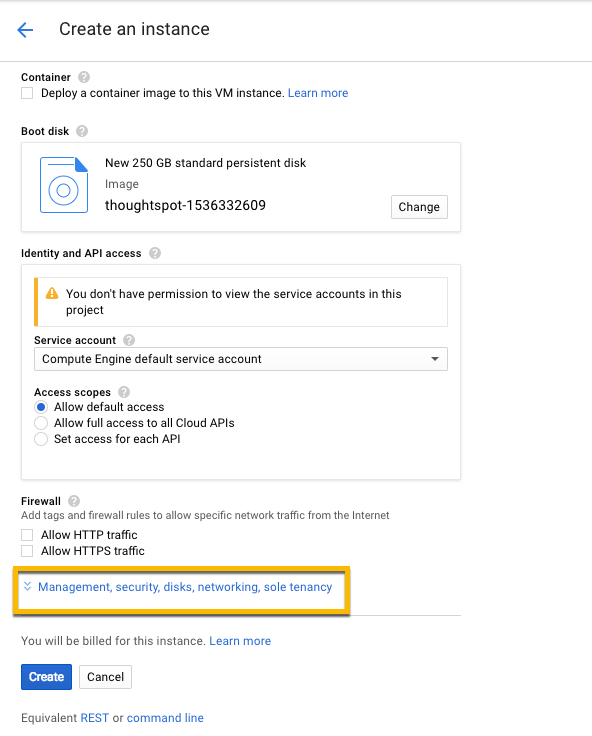 Create an instance
Container ?
Deploy a container image to this VM instance. Learn more
Boot disk ?
New 250 GB standard persistent disk
Image
thoughtspot-1536332609
Change
Identity and API access ?
You don't have permission to view the service accounts in this
project
Service account ?
Compute Engine default service account
Access scopes ?
Allow default access
Allow full access to all Cloud APIs
Set access for each API
Firewall ?
Add tags and firewall rules to allow specific network traffic from the Internet
Allow HTTP traffic
Allow HTTPS traffic
Management, security, disks, networking, sole tenancy
You will be billed for this instance. Learn more
Create Cancel
Equivalent REST or command line